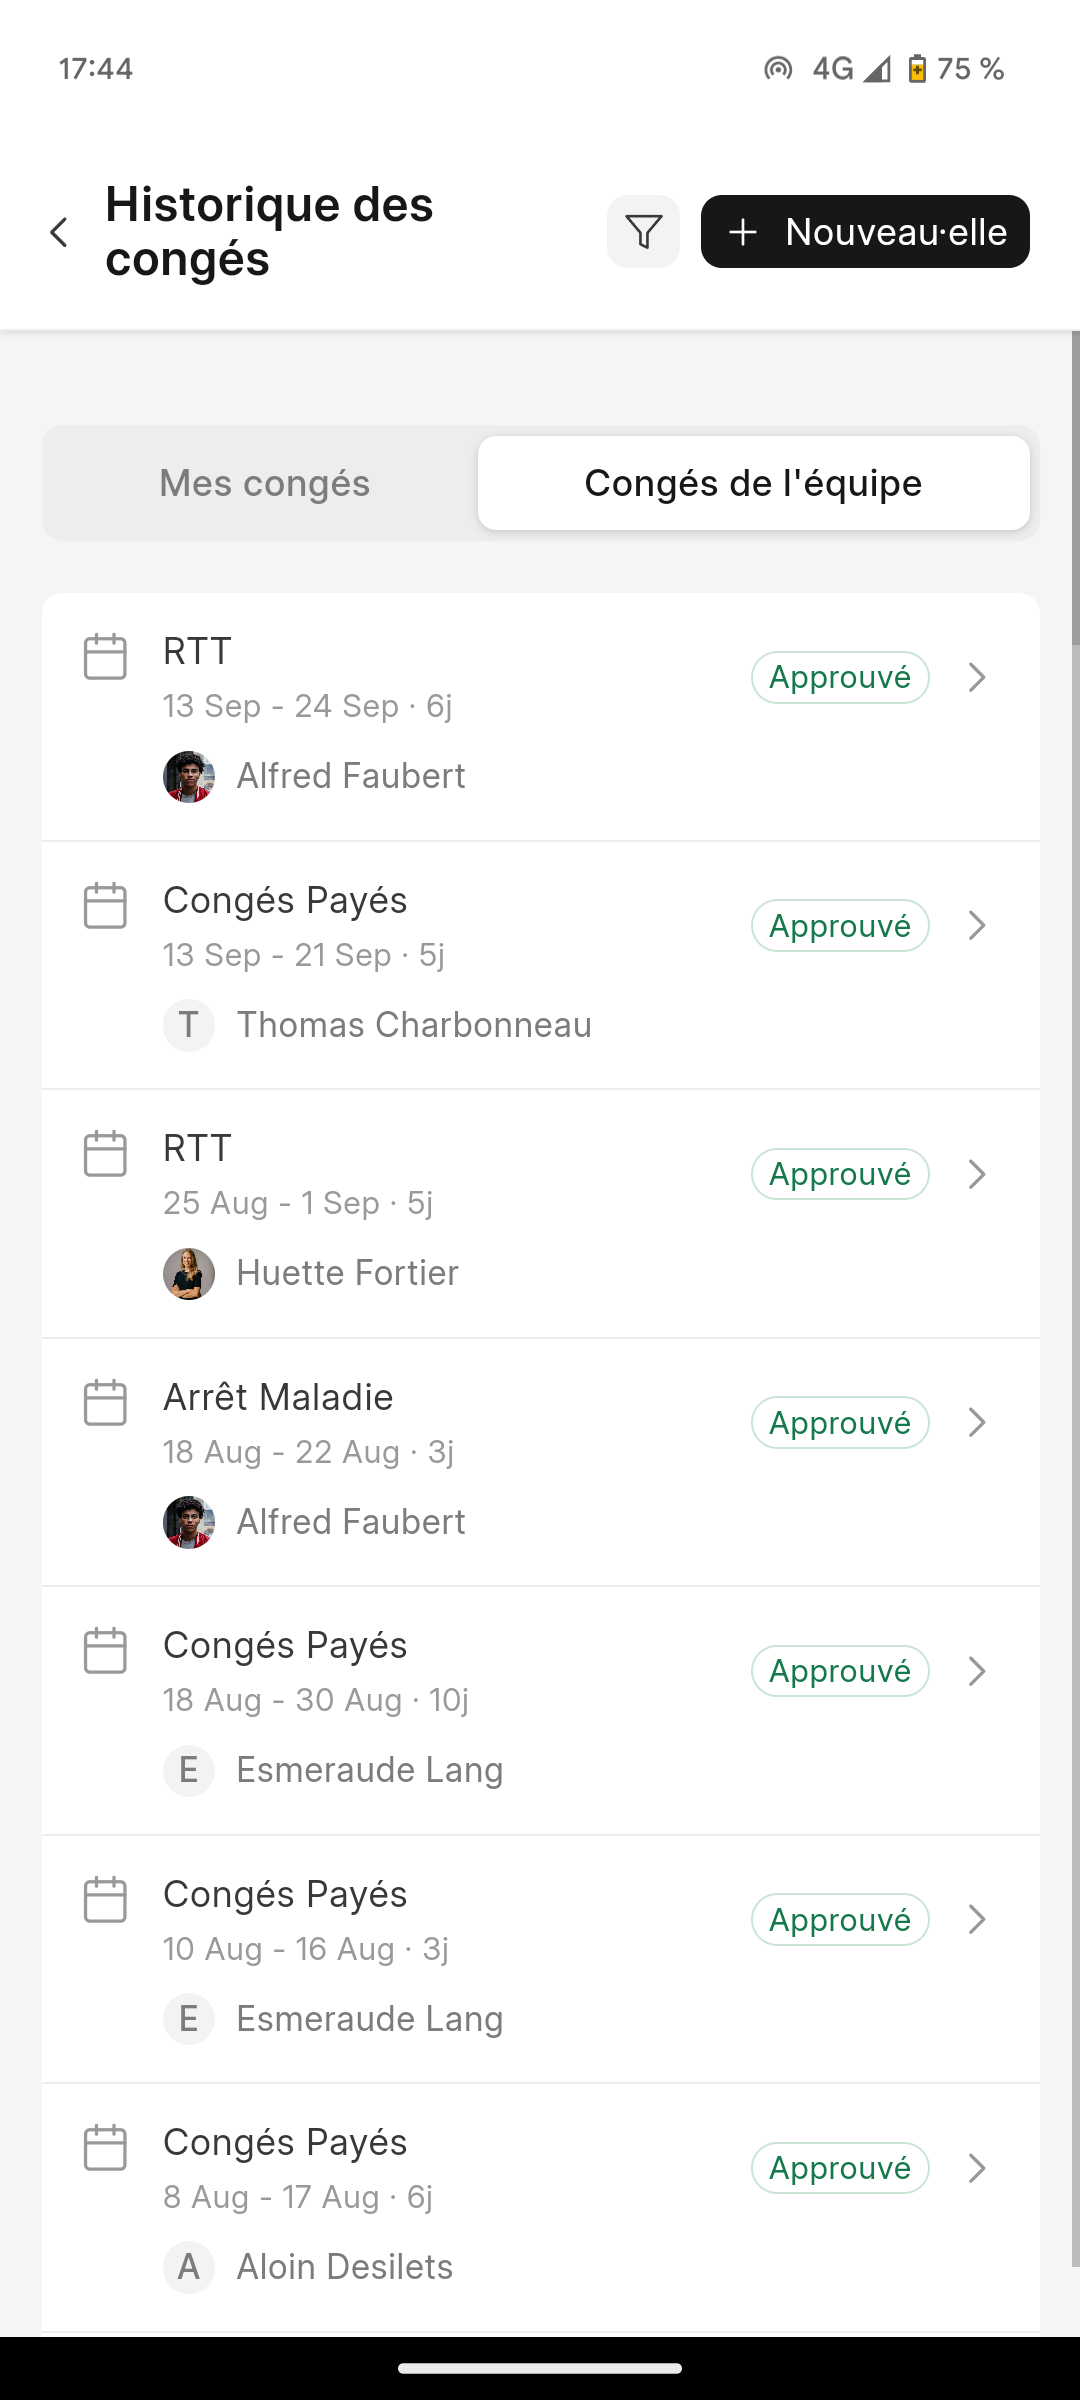 17:44
4G 75 %
Historique des
congés
Nouveau·elle
Mes congés
Congés de l'équipe
RTT
Approuvé
13 Sep - 24 Sep · 6j
Alfred Faubert
Congés Payés
Approuvé
13 Sep - 21 Sep · 5j
T Thomas Charbonneau
RTT
Approuvé
25 Aug - 1 Sep · 5j
Huette Fortier
Arrêt Maladie
Approuvé
18 Aug - 22 Aug · 3j
Alfred Faubert
Congés Payés
Approuvé
18 Aug - 30 Aug · 10j
E Esmeraude Lang
Congés Payés
Approuvé
10 Aug - 16 Aug · 3j
E Esmeraude Lang
Congés Payés
Approuvé
8 Aug - 17 Aug · 6j
A Aloin Desilets